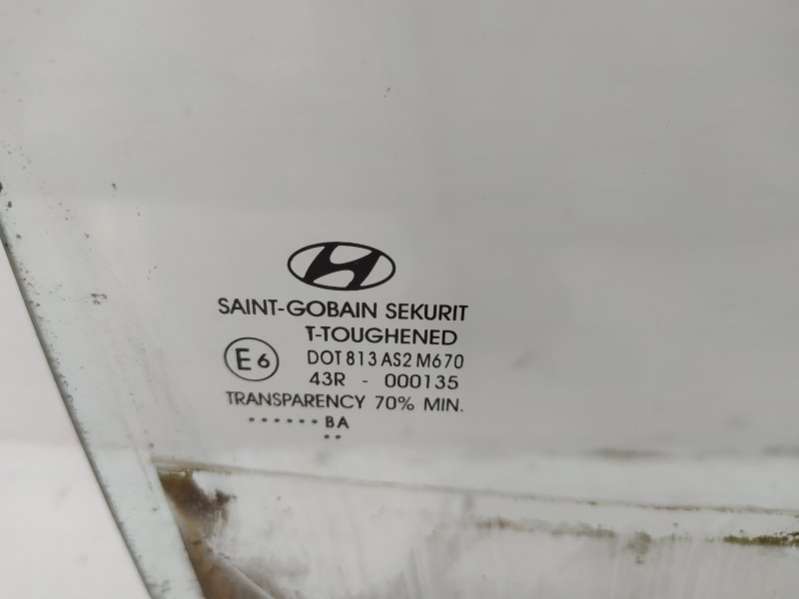 SAINT-GOBAIN SEKURIT
T-TOUGHENED
E6
DOT 813 AS2 M670
43R - 000135
TRANSPARENCY 70% MIN.
...... BA
..